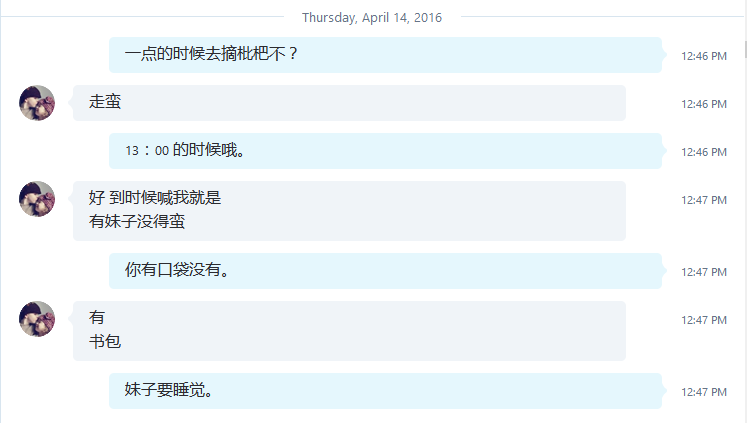 Thursday, April 14, 2016
一点的时候去摘枇杷不？
12:46 PM
走蛮
12:46 PM
13：00 的时候哦。
12:46 PM
好 到时候喊我就是
12:47 PM
有妹子没得蛮
你有口袋没有。
12:47 PM
有
12:47 PM
书包
妹子要睡觉。
12:47 PM